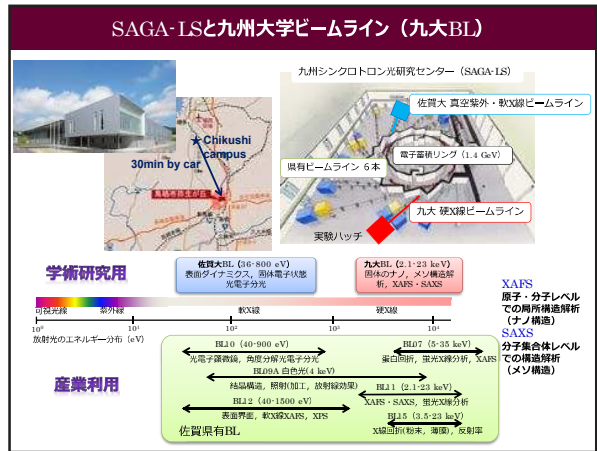 SAGA-LSと九州大学ビームライン（九大BL）
九州シンクロトロン光研究センター（SAGA-LS）
佐賀大 真空紫外・軟X線ビームライン
Chikushi
campus
30min by car
電子蓄積リング（1.4 GeV）
県有ビームライン 6本
鳥栖市弥生が丘
九大 硬X線ビームライン
実験ハッチ
学術研究用
佐賀大BL（36-800 eV）
表面ダイナミクス，固体電子状態
光電子分光
九大BL（2.1-23 keV）
固体のナノ，メソ構造解
析，XAFS・SAXS
XAFS
原子・分子レベル
での局所構造解析
（ナノ構造）
SAXS
分子集合体レベル
での構造解析
（メソ構造）
可視光線 紫外線 軟X線 硬X線
10⁰ 10¹ 10² 10³ 10⁴
放射光のエネルギー分布（eV）
産業利用
BL10（40-900 eV）
光電子顕微鏡，角度分解光電子分光
BL07（5-35 keV）
蛋白回折，蛍光X線分析，XAFS
BL09A 白色光(4 keV)
結晶構造，照射(加工，放射線効果)
BL11（2.1-23 keV）
XAFS・SAXS，蛍光X線分析
BL12（40-1500 eV）
表面界面，軟X線XAFS，XPS
BL15（3.5-23 keV）
X線回折(粉末，薄膜)，反射率
佐賀県有BL